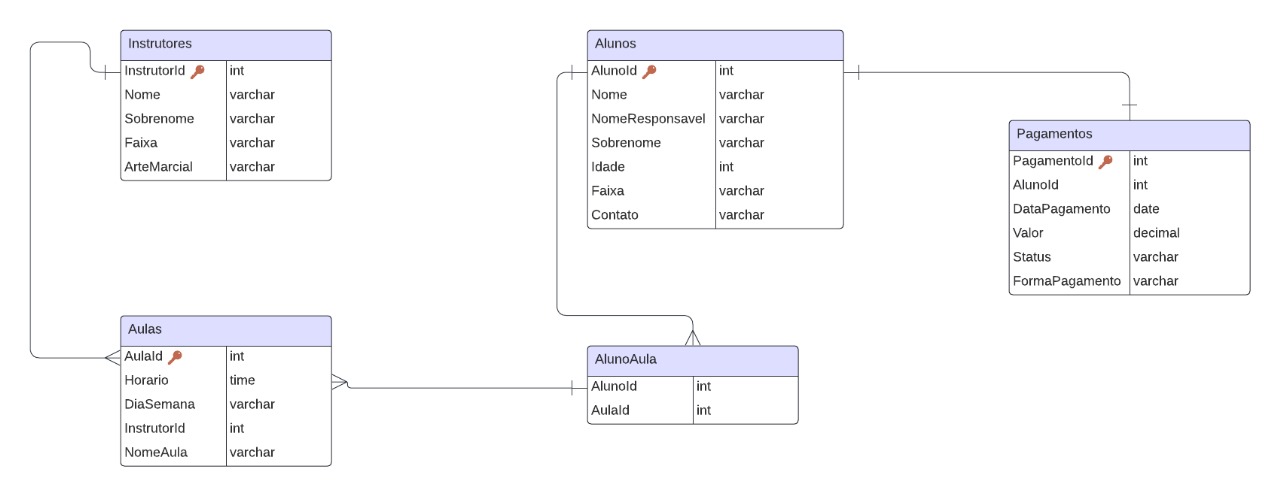 Instrutores
InstrutorId int
Nome varchar
Sobrenome varchar
Faixa varchar
ArteMarcial varchar
Alunos
AlunoId int
Nome varchar
NomeResponsavel varchar
Sobrenome varchar
Idade int
Faixa varchar
Contato varchar
Pagamentos
PagamentoId int
AlunoId int
DataPagamento date
Valor decimal
Status varchar
FormaPagamento varchar
Aulas
AulaId int
Horario time
DiaSemana varchar
InstrutorId int
NomeAula varchar
AlunoAula
AlunoId int
AulaId int